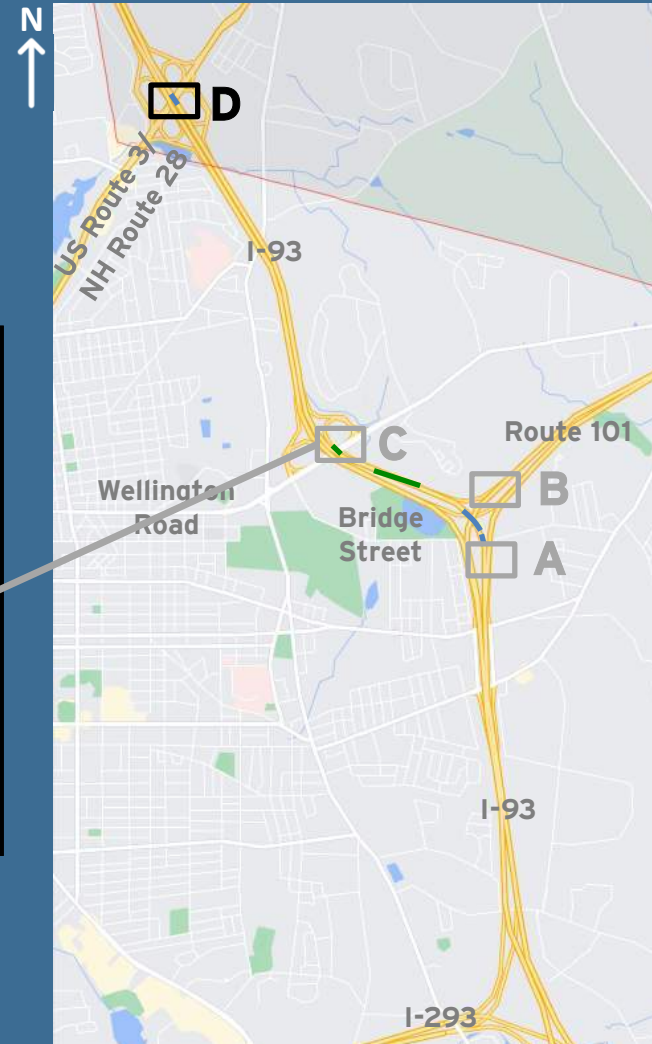 N
D
US Route 3/
NH Route 28
I-93
C
Route 101
Wellington
Road
B
Bridge
Street
A
I-93
I-293